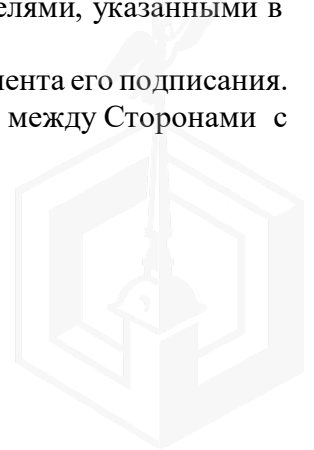 елями, указанными в
мента его подписания.
между Сторонами с